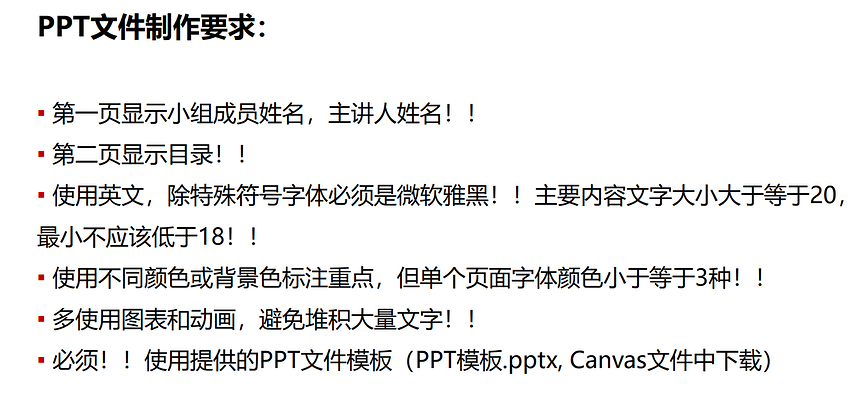 PPT文件制作要求：
▪ 第一页显示小组成员姓名，主讲人姓名！！
▪ 第二页显示目录！！
▪ 使用英文，除特殊符号字体必须是微软雅黑！！主要内容文字大小大于等于20，
最小不应该低于18！！
▪ 使用不同颜色或背景色标注重点，但单个页面字体颜色小于等于3种！！
▪ 多使用图表和动画，避免堆积大量文字！！
▪ 必须！！使用提供的PPT文件模板（PPT模板.pptx, Canvas文件中下载）